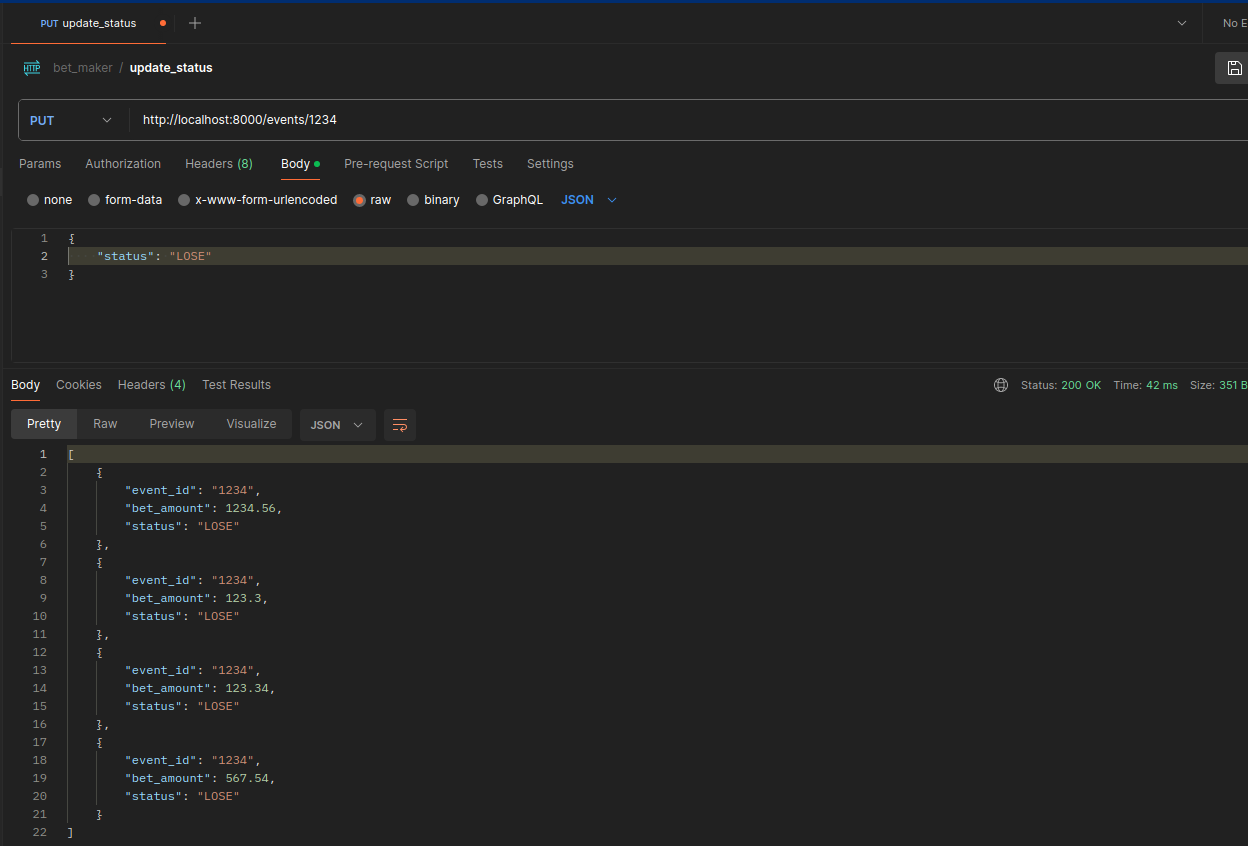 PUT update_status
No E
HTTP bet_maker / update_status
PUT http://localhost:8000/events/1234
Params Authorization Headers (8) Body Pre-request Script Tests Settings
none form-data x-www-form-urlencoded raw binary GraphQL JSON
1 {
2 "status": "LOSE"
3 }
Body Cookies Headers (4) Test Results Status: 200 OK Time: 42 ms Size: 351 B
Pretty Raw Preview Visualize JSON
1 [
2 {
3 "event_id": "1234",
4 "bet_amount": 1234.56,
5 "status": "LOSE"
6 },
7 {
8 "event_id": "1234",
9 "bet_amount": 123.3,
10 "status": "LOSE"
11 },
12 {
13 "event_id": "1234",
14 "bet_amount": 123.34,
15 "status": "LOSE"
16 },
17 {
18 "event_id": "1234",
19 "bet_amount": 567.54,
20 "status": "LOSE"
21 }
22 ]